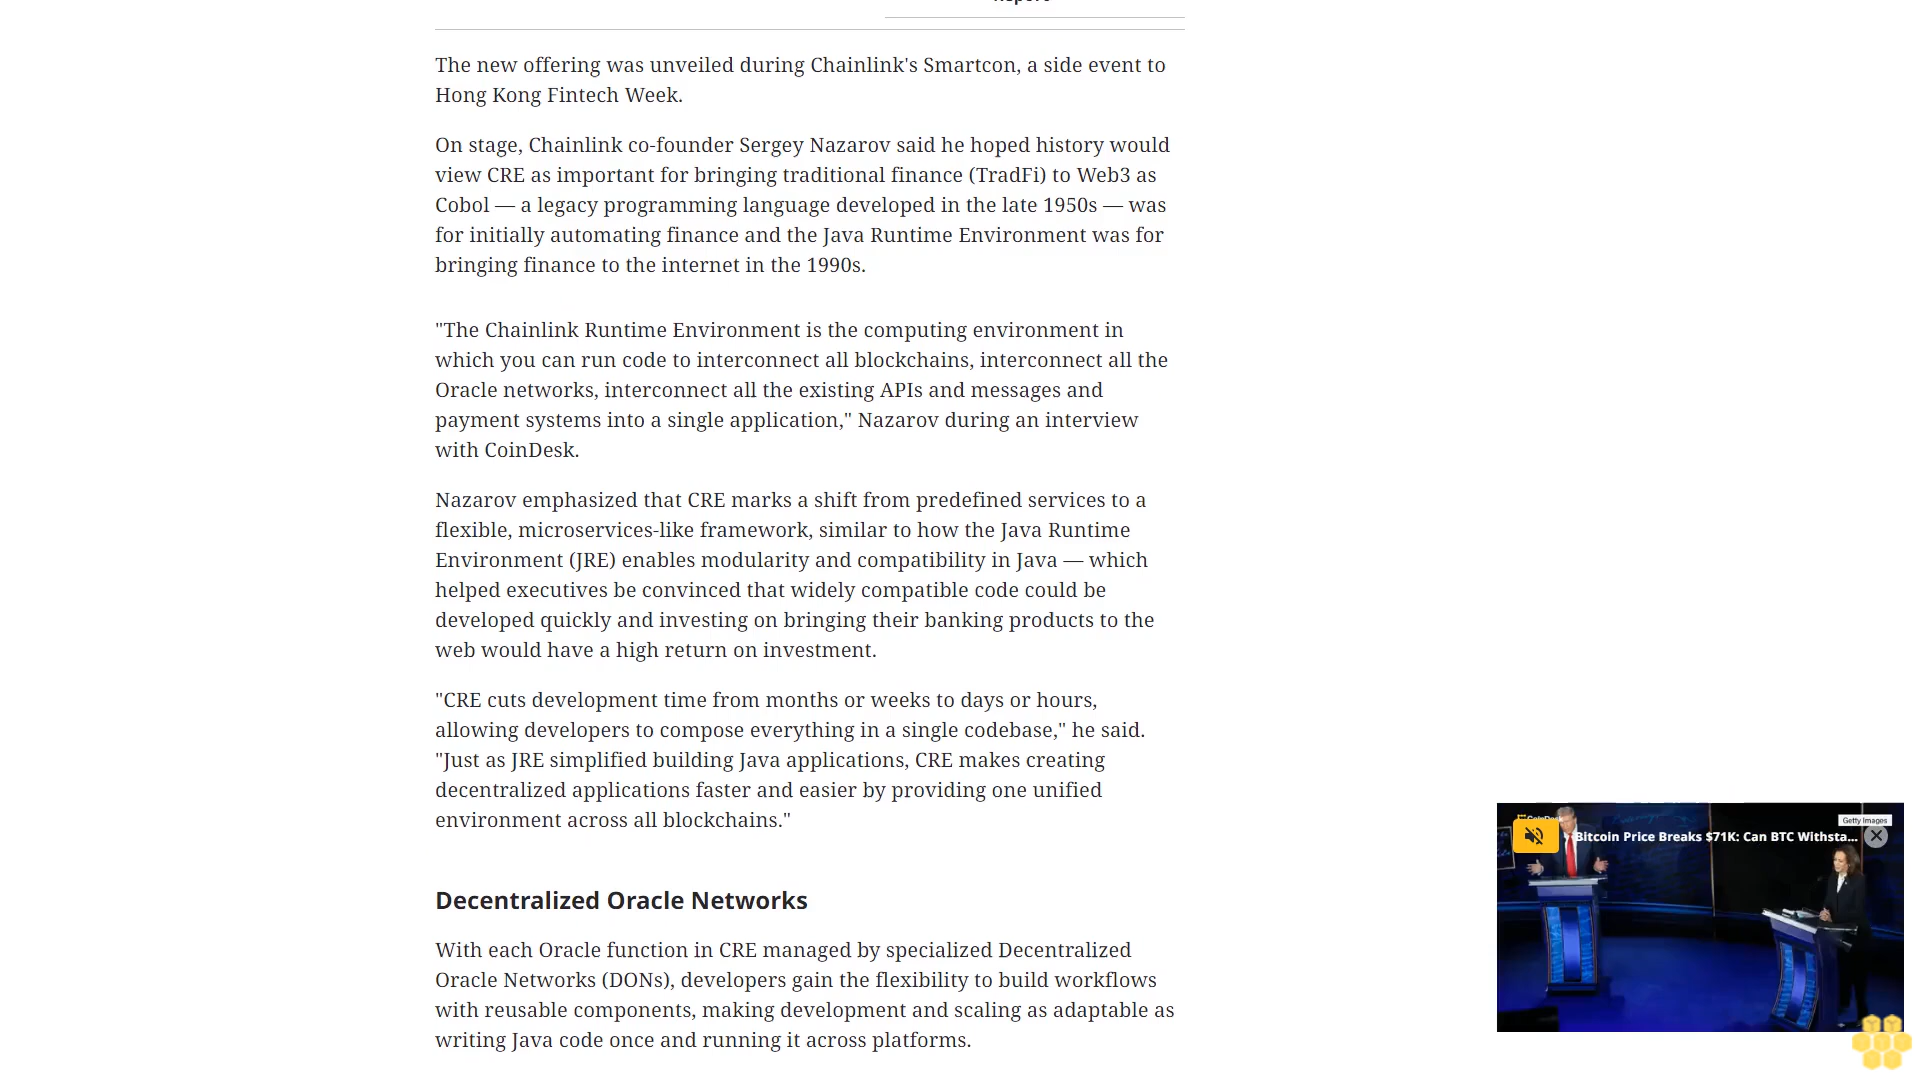 Report
The new offering was unveiled during Chainlink's Smartcon, a side event to
Hong Kong Fintech Week.
On stage, Chainlink co-founder Sergey Nazarov said he hoped history would
view CRE as important for bringing traditional finance (TradFi) to Web3 as
Cobol — a legacy programming language developed in the late 1950s — was
for initially automating finance and the Java Runtime Environment was for
bringing finance to the internet in the 1990s.
"The Chainlink Runtime Environment is the computing environment in
which you can run code to interconnect all blockchains, interconnect all the
Oracle networks, interconnect all the existing APIs and messages and
payment systems into a single application," Nazarov during an interview
with CoinDesk.
Nazarov emphasized that CRE marks a shift from predefined services to a
flexible, microservices-like framework, similar to how the Java Runtime
Environment (JRE) enables modularity and compatibility in Java — which
helped executives be convinced that widely compatible code could be
developed quickly and investing on bringing their banking products to the
web would have a high return on investment.
"CRE cuts development time from months or weeks to days or hours,
allowing developers to compose everything in a single codebase," he said.
"Just as JRE simplified building Java applications, CRE makes creating
decentralized applications faster and easier by providing one unified
environment across all blockchains."
Decentralized Oracle Networks
With each Oracle function in CRE managed by specialized Decentralized
Oracle Networks (DONs), developers gain the flexibility to build workflows
with reusable components, making development and scaling as adaptable as
writing Java code once and running it across platforms.
CoinDesk
Getty Images
Bitcoin Price Breaks $71K: Can BTC Withsta...